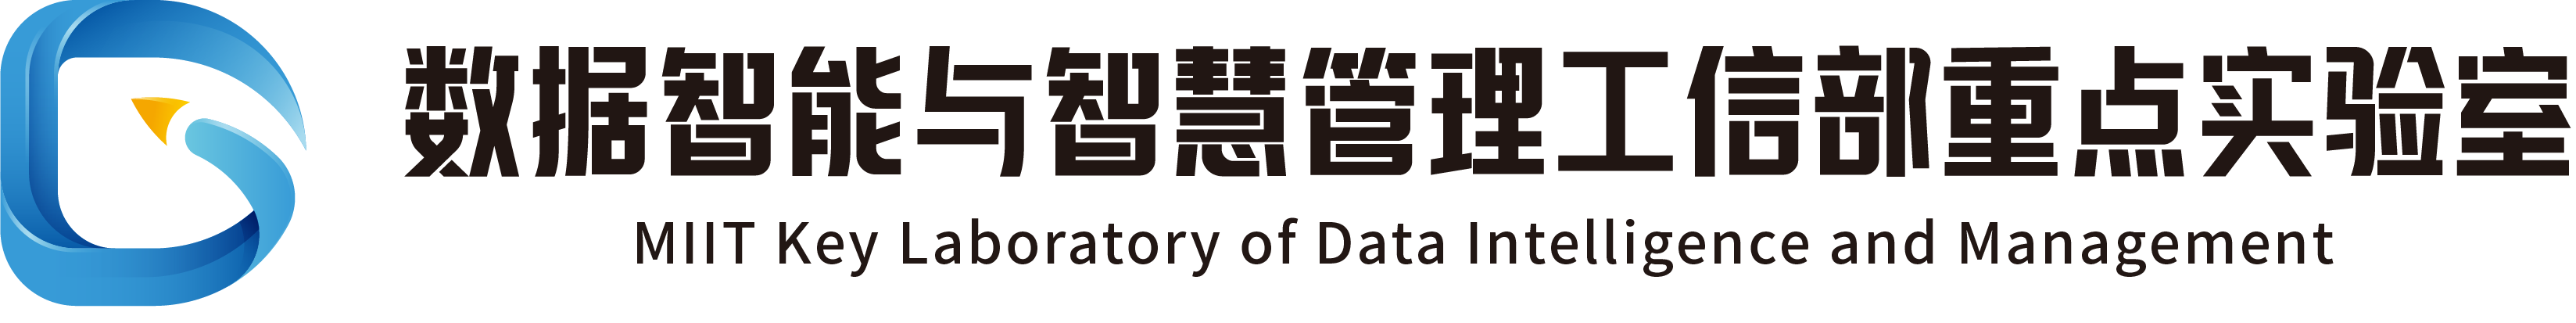 数据智能与智慧管理工信部重点实验室
MIIT Key Laboratory of Data Intelligence and Management